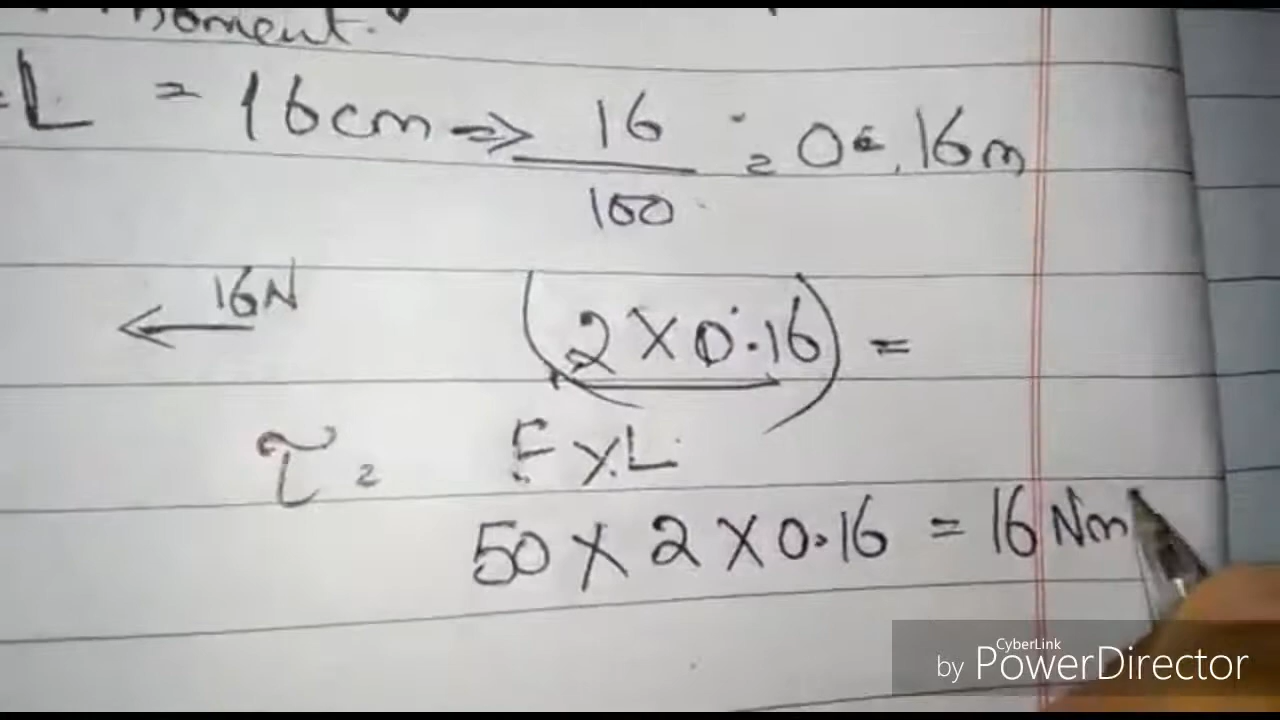 moment.
L = 16cm => 16/100 = 0.16m
16N
(2 X 0.16) =
τ = F x L
50 X 2 X 0.16 = 16 Nm
CyberLink
by PowerDirector